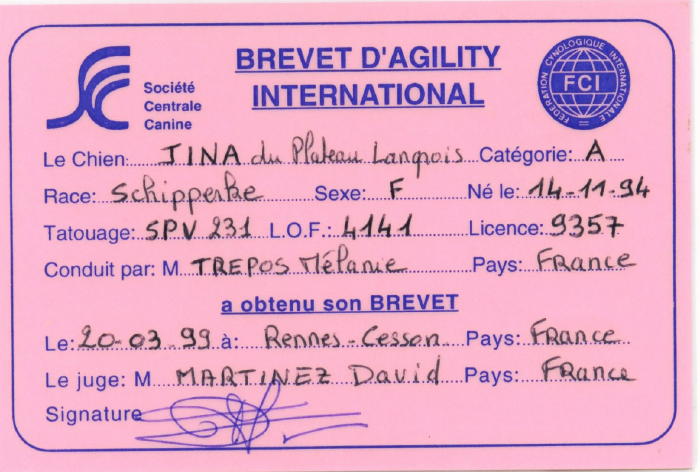 BREVET D'AGILITY
INTERNATIONAL
Société
Centrale
Canine
FEDERATION CYNOLOGIQUE INTERNATIONALE
FCI
Le Chien: JINA du Plateau Langrois Catégorie: A
Race: Schipperke Sexe: F Né le: 14-11-94
Tatouage: SPV 231 L.O.F.: 4141 Licence: 9357
Conduit par: M TREPOS Mélanie Pays: FRance
a obtenu son BREVET
Le: 20-03.99 à: Rennes-Cesson Pays: FRance
Le juge: M MARTINEZ David Pays: FRance
Signature